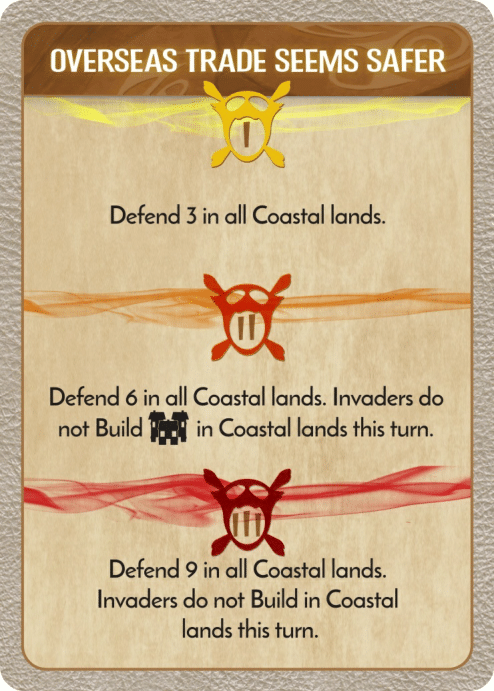 OVERSEAS TRADE SEEMS SAFER
I
Defend 3 in all Coastal lands.
II
Defend 6 in all Coastal lands. Invaders do
not Build in Coastal lands this turn.
III
Defend 9 in all Coastal lands.
Invaders do not Build in Coastal
lands this turn.